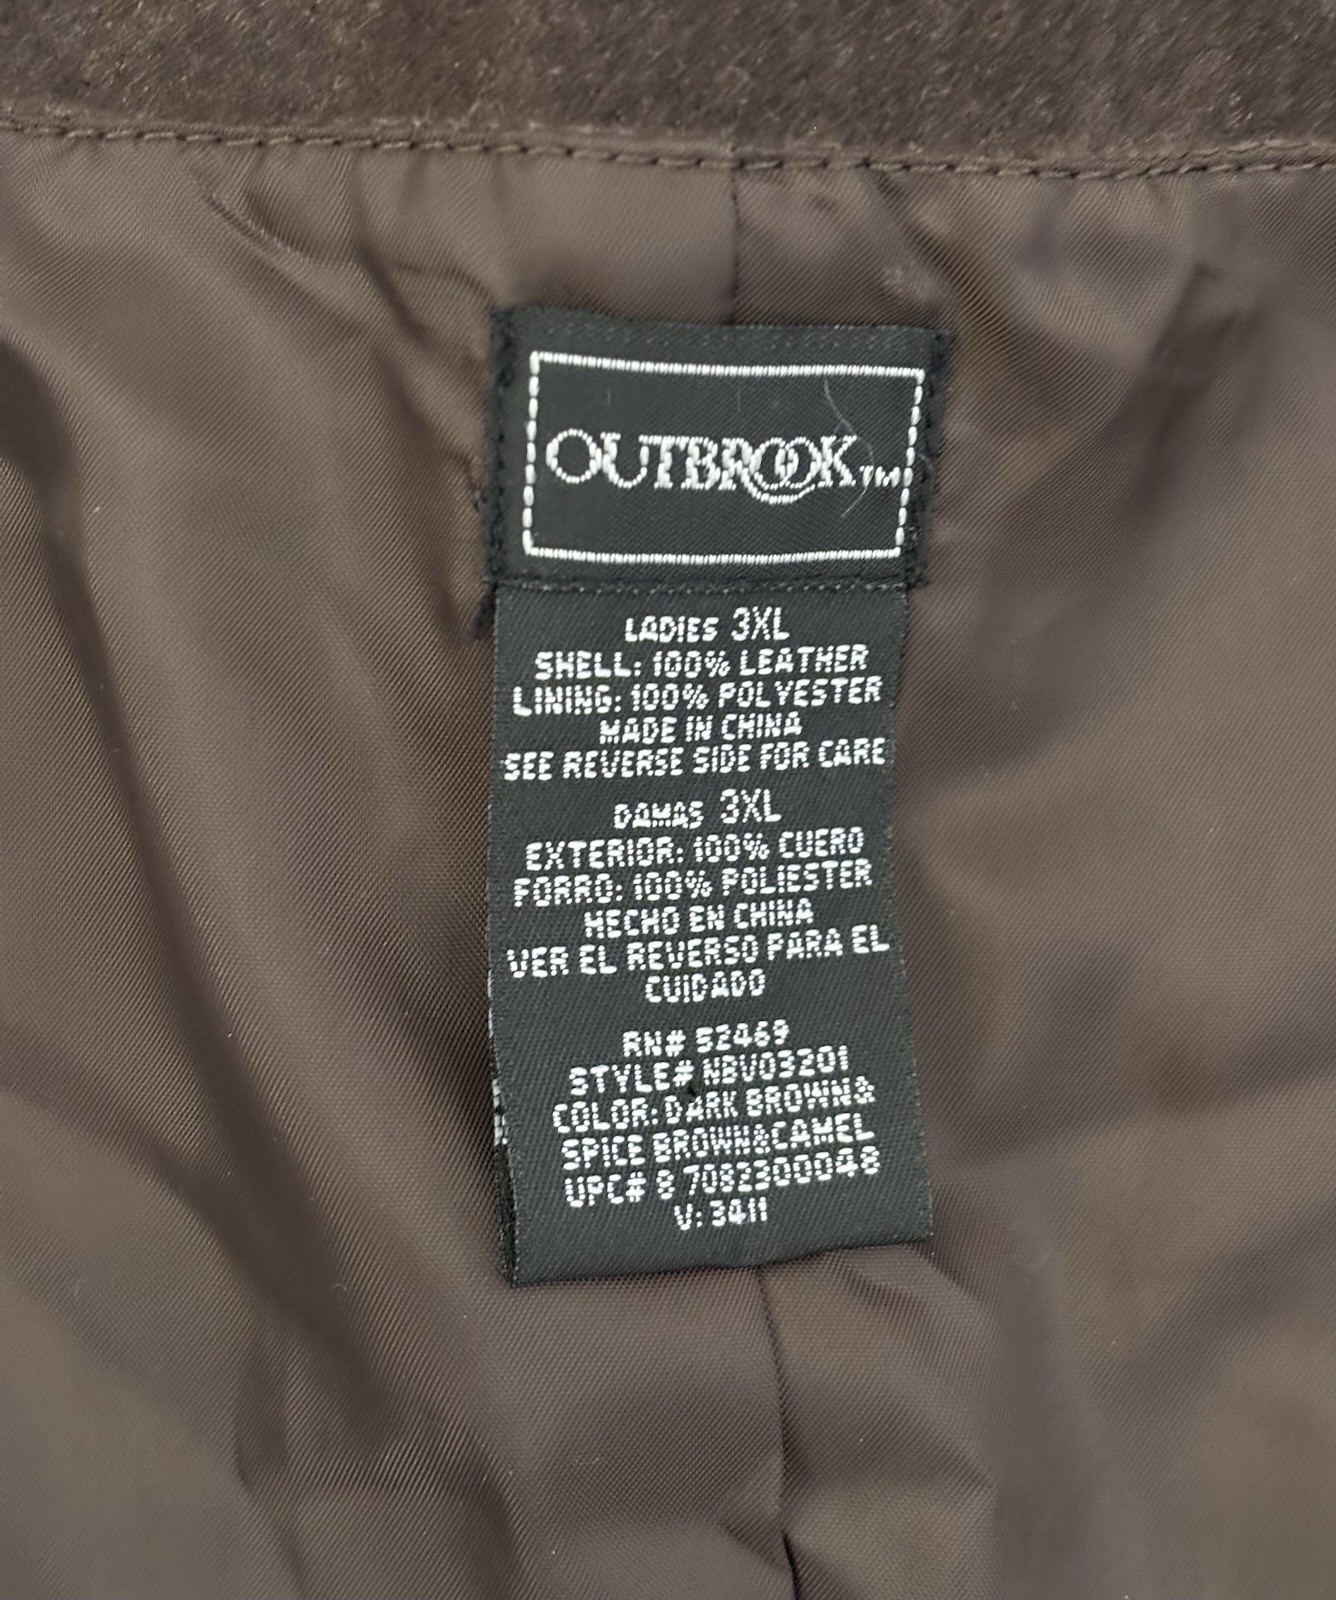 OUTBROOK™
LADIES 3XL
SHELL: 100% LEATHER
LINING: 100% POLYESTER
MADE IN CHINA
SEE REVERSE SIDE FOR CARE
DAMAS 3XL
EXTERIOR: 100% CUERO
FORRO: 100% POLIESTER
HECHO EN CHINA
VER EL REVERSO PARA EL
CUIDADO
RN# 52469
STYLE# NBV03201
COLOR: DARK BROWN&
SPICE BROWN&CAMEL
UPC# 8 7082300048
V: 3411